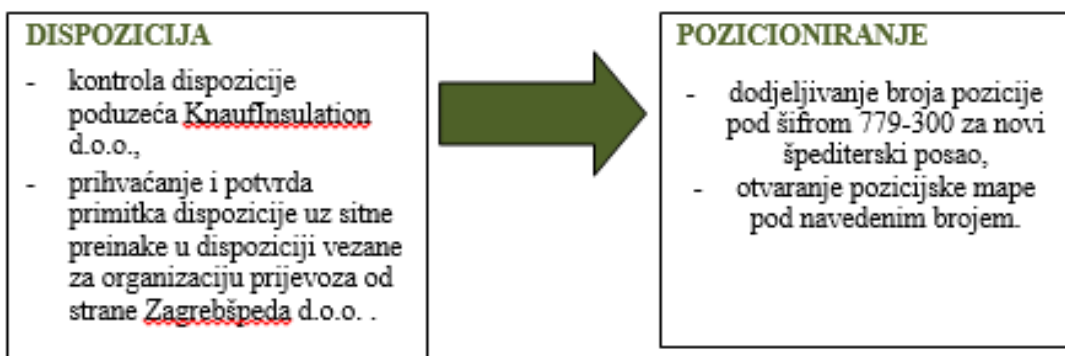 DISPOZICIJA
- kontrola dispozicije
poduzeća KnaufInsulation
d.o.o.,
- prihvaćanje i potvrda
primitka dispozicije uz sitne
preinake u dispoziciji vezane
za organizaciju prijevoza od
strane Zagrebšpeda d.o.o. .
POZICIONIRANJE
- dodjeljivanje broja pozicije
pod šifrom 779-300 za novi
špediterski posao,
- otvaranje pozicijske mape
pod navedenim brojem.